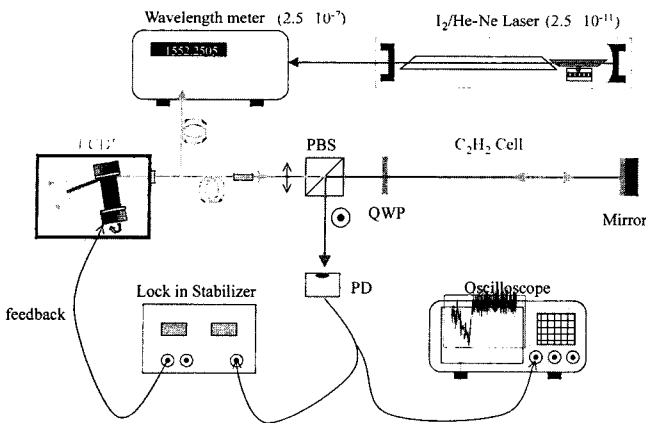 Wavelength meter (2.5 10⁻⁷)
I₂/He-Ne Laser (2.5 10⁻¹¹)
1552.2505
PBS
C₂H₂ Cell
QWP
Mirror
PD
Lock in Stabilizer
Oscilloscope
feedback